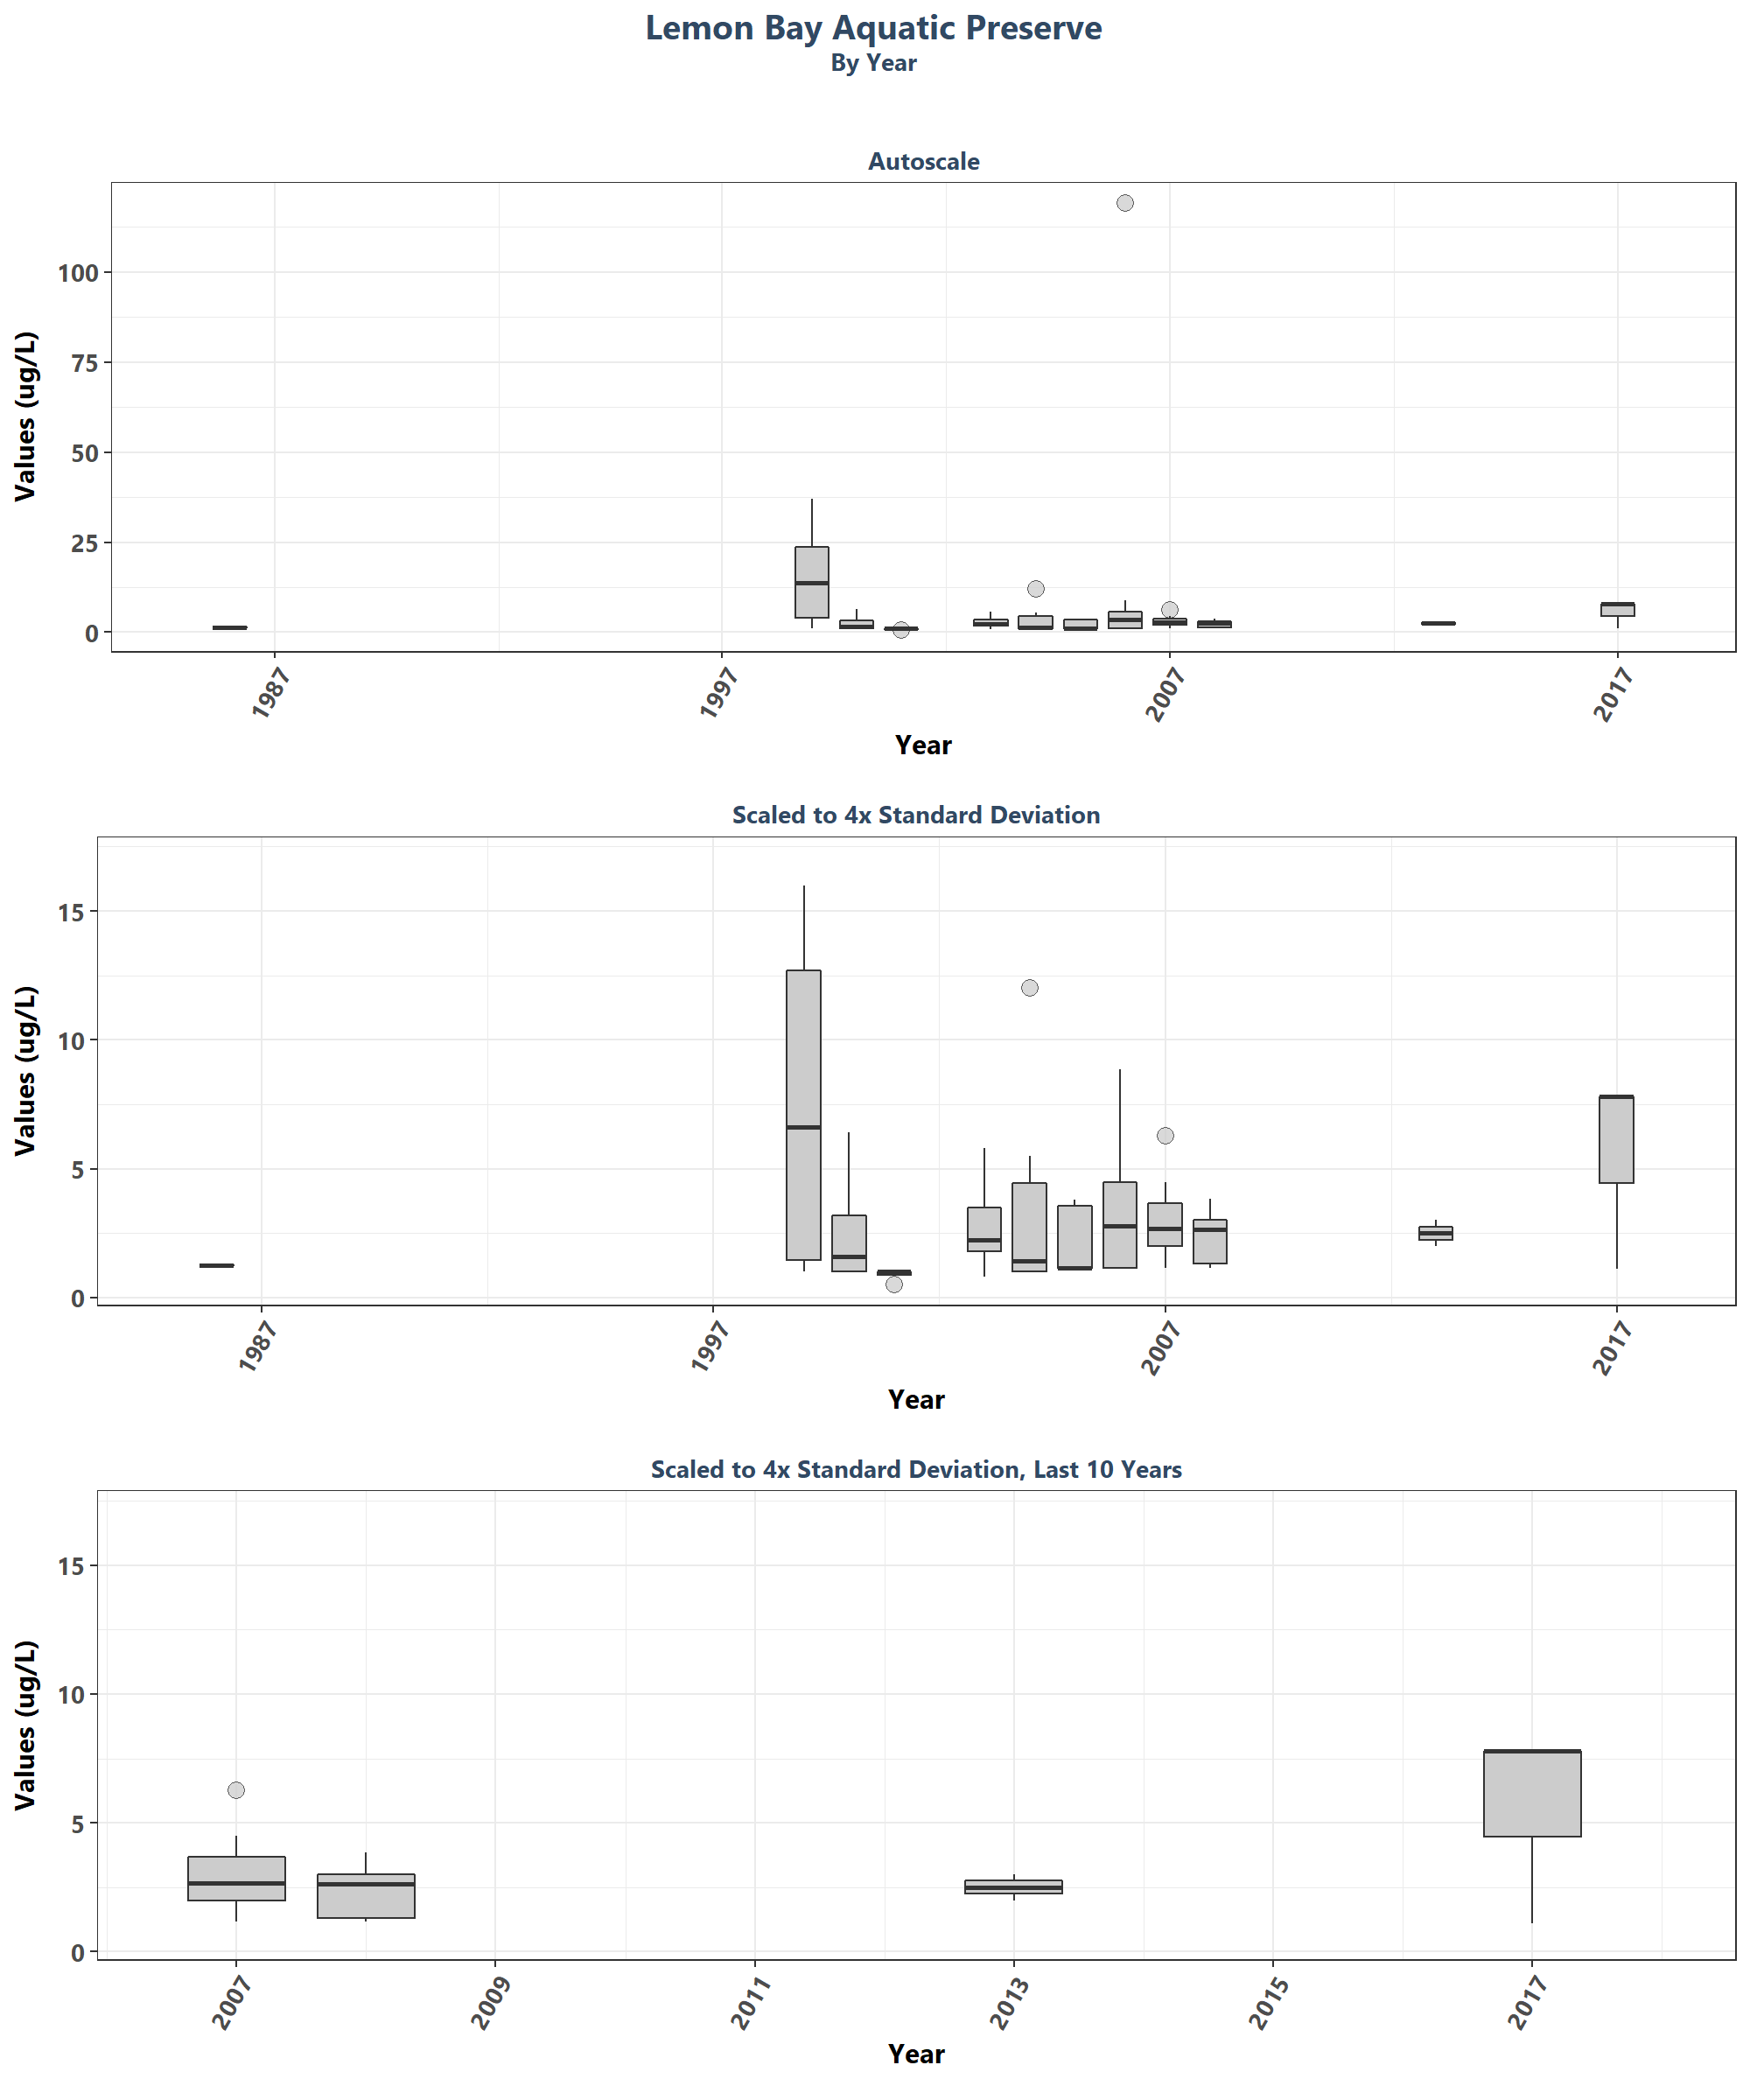 Lemon Bay Aquatic Preserve
By Year
Autoscale
Values (ug/L)
100
75
50
25
0
1987
1997
2007
2017
Year
Scaled to 4x Standard Deviation
Values (ug/L)
15
10
5
0
1987
1997
2007
2017
Year
Scaled to 4x Standard Deviation, Last 10 Years
Values (ug/L)
15
10
5
0
2007
2009
2011
2013
2015
2017
Year